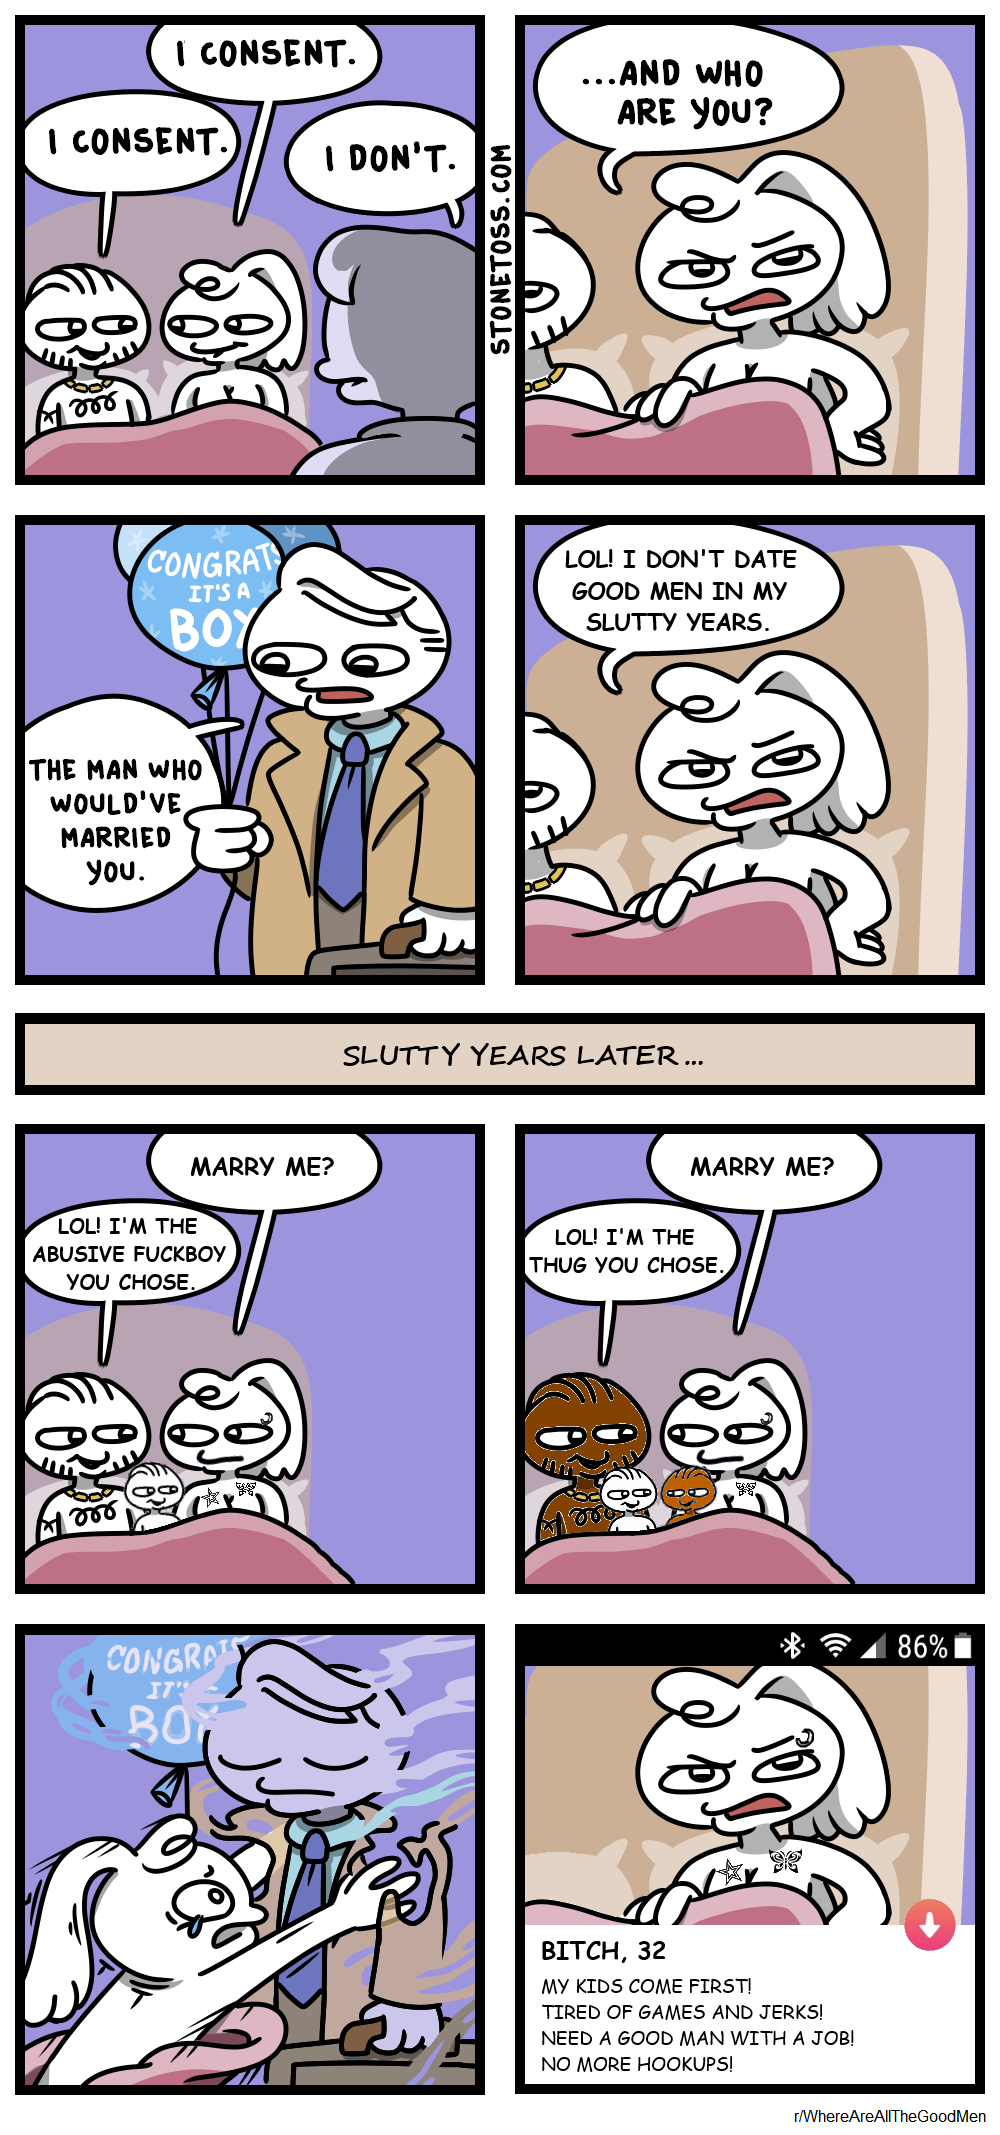 I CONSENT.
I CONSENT.
I DON'T.
STONETOSS.COM
...AND WHO
ARE YOU?
CONGRATS
IT'S A
BOY
THE MAN WHO
WOULD'VE
MARRIED
YOU.
LOL! I DON'T DATE
GOOD MEN IN MY
SLUTTY YEARS.
SLUTTY YEARS LATER...
MARRY ME?
LOL! I'M THE
ABUSIVE FUCKBOY
YOU CHOSE.
MARRY ME?
LOL! I'M THE
THUG YOU CHOSE.
CONGRATS
IT'S
BOY
86%
BITCH, 32
MY KIDS COME FIRST!
TIRED OF GAMES AND JERKS!
NEED A GOOD MAN WITH A JOB!
NO MORE HOOKUPS!
r/WhereAreAllTheGoodMen